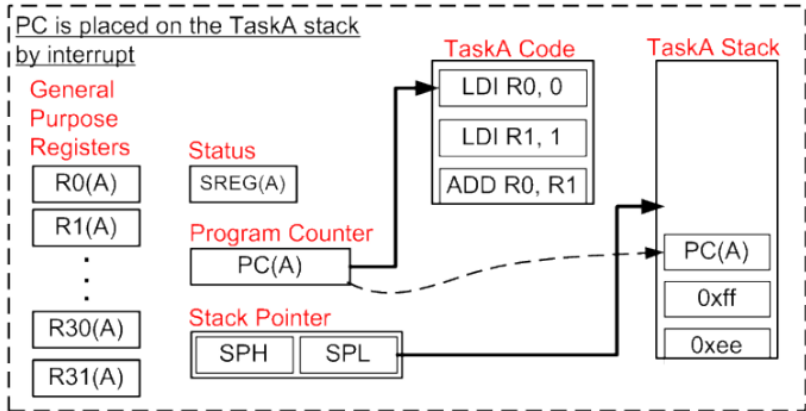 PC is placed on the TaskA stack
by interrupt
General
Purpose
Registers
R0(A)
R1(A)
R30(A)
R31(A)
Status
SREG(A)
Program Counter
PC(A)
Stack Pointer
SPH
SPL
TaskA Code
LDI R0, 0
LDI R1, 1
ADD R0, R1
TaskA Stack
PC(A)
0xff
0xee